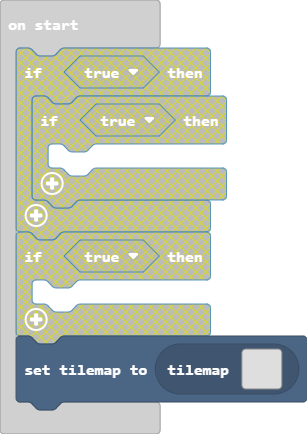 on start
if true then
if true then
if true then
set tilemap to tilemap